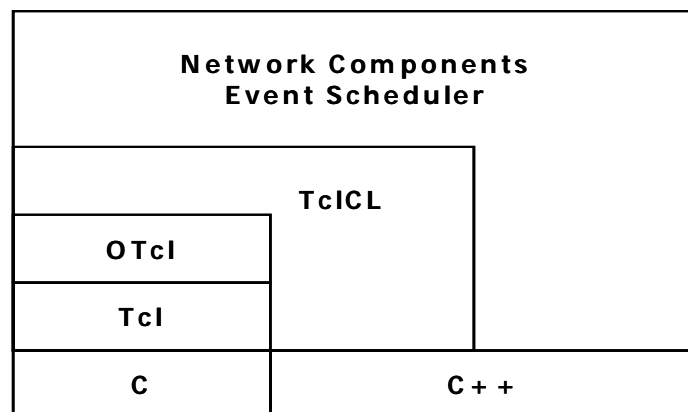 Network Components
Event Scheduler
TclCL
OTcl
Tcl
C
C++